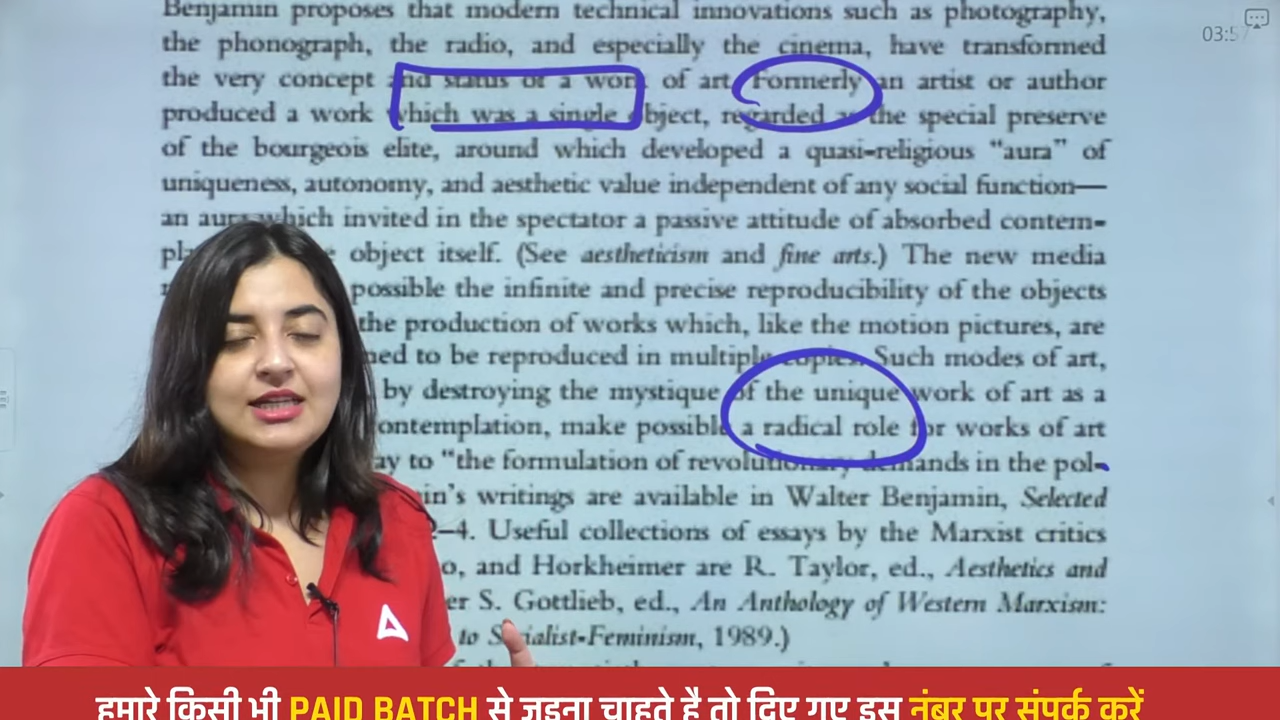 Benjamin proposes that modern technical innovations such as photography,
03:57
the phonograph, the radio, and especially the cinema, have transformed
the very concept and status of a work of art. Formerly an artist or author
produced a work which was a single object, regarded as the special preserve
of the bourgeois elite, around which developed a quasi-religious “aura” of
uniqueness, autonomy, and aesthetic value independent of any social function—
an aura which invited in the spectator a passive attitude of absorbed contem-
object itself. (See aestheticism and fine arts.) The new media
possible the infinite and precise reproducibility of the objects
the production of works which, like the motion pictures, are
ned to be reproduced in multiple copies. Such modes of art,
by destroying the mystique of the unique work of art as a
ontemplation, make possible a radical role for works of art
ay to “the formulation of revolutionary demands in the pol-
in’s writings are available in Walter Benjamin, Selected
2–4. Useful collections of essays by the Marxist critics
o, and Horkheimer are R. Taylor, ed., Aesthetics and
er S. Gottlieb, ed., An Anthology of Western Marxism:
to Socialist-Feminism, 1989.)
हमारे किसी भी PAID BATCH से जुड़ना चाहते है तो दिए गए इस नंबर पर संपर्क करें